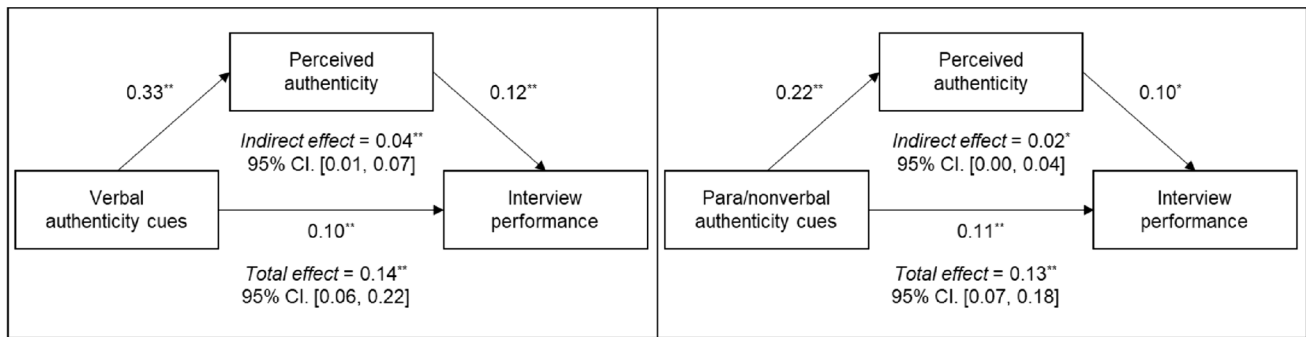 Perceived
authenticity
0.33**
0.12**
Indirect effect = 0.04**
95% CI. [0.01, 0.07]
Verbal
authenticity cues
Interview
performance
0.10**
Total effect = 0.14**
95% CI. [0.06, 0.22]
Perceived
authenticity
0.22**
0.10*
Indirect effect = 0.02*
95% CI. [0.00, 0.04]
Para/nonverbal
authenticity cues
Interview
performance
0.11**
Total effect = 0.13**
95% CI. [0.07, 0.18]